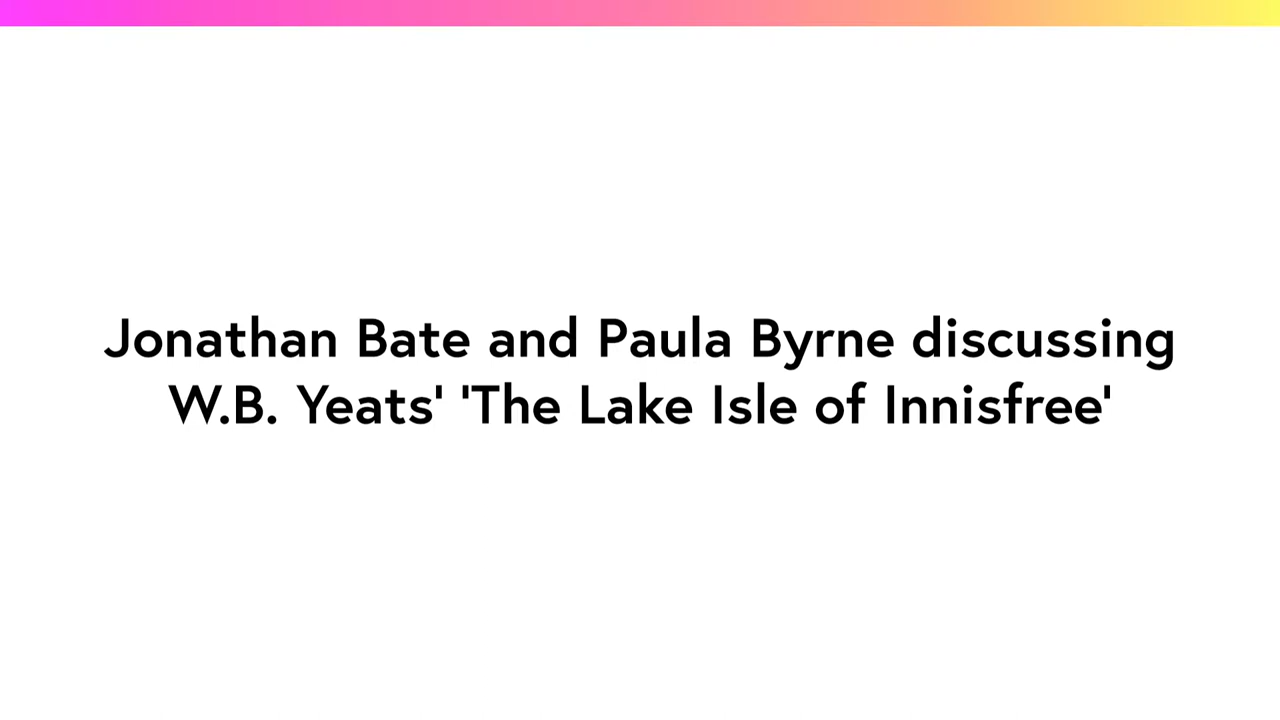 Jonathan Bate and Paula Byrne discussing
W.B. Yeats' 'The Lake Isle of Innisfree'